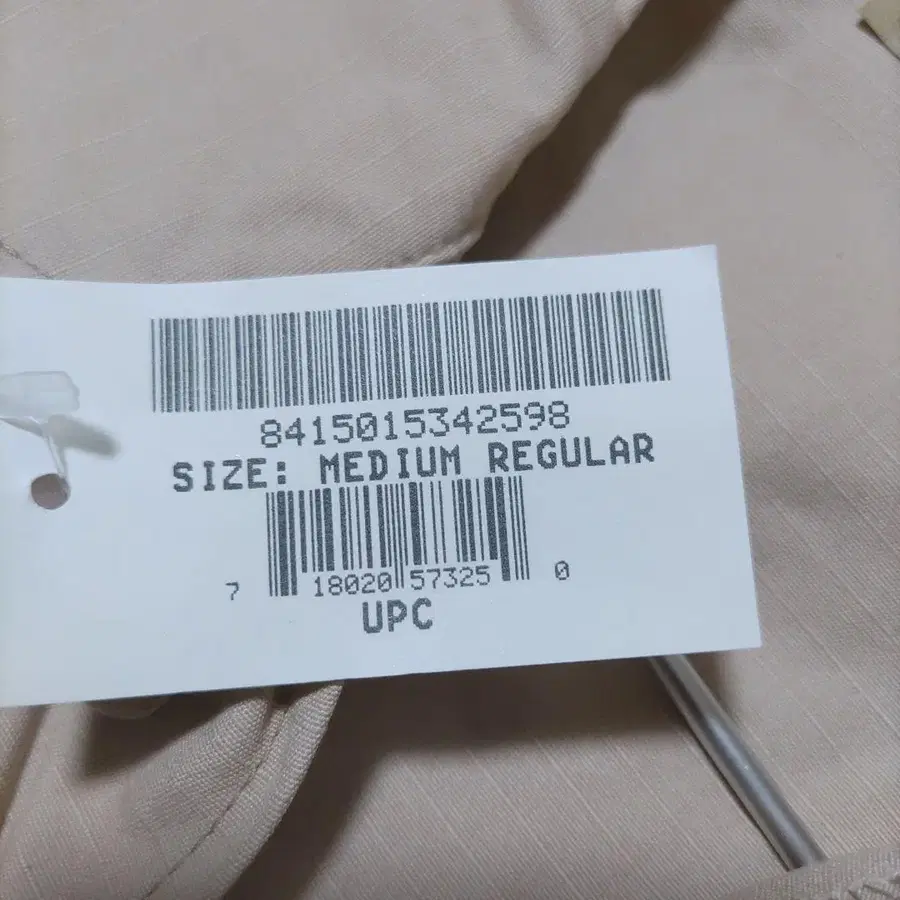 8415015342598
SIZE: MEDIUM REGULAR
7 18020 57325 0
UPC